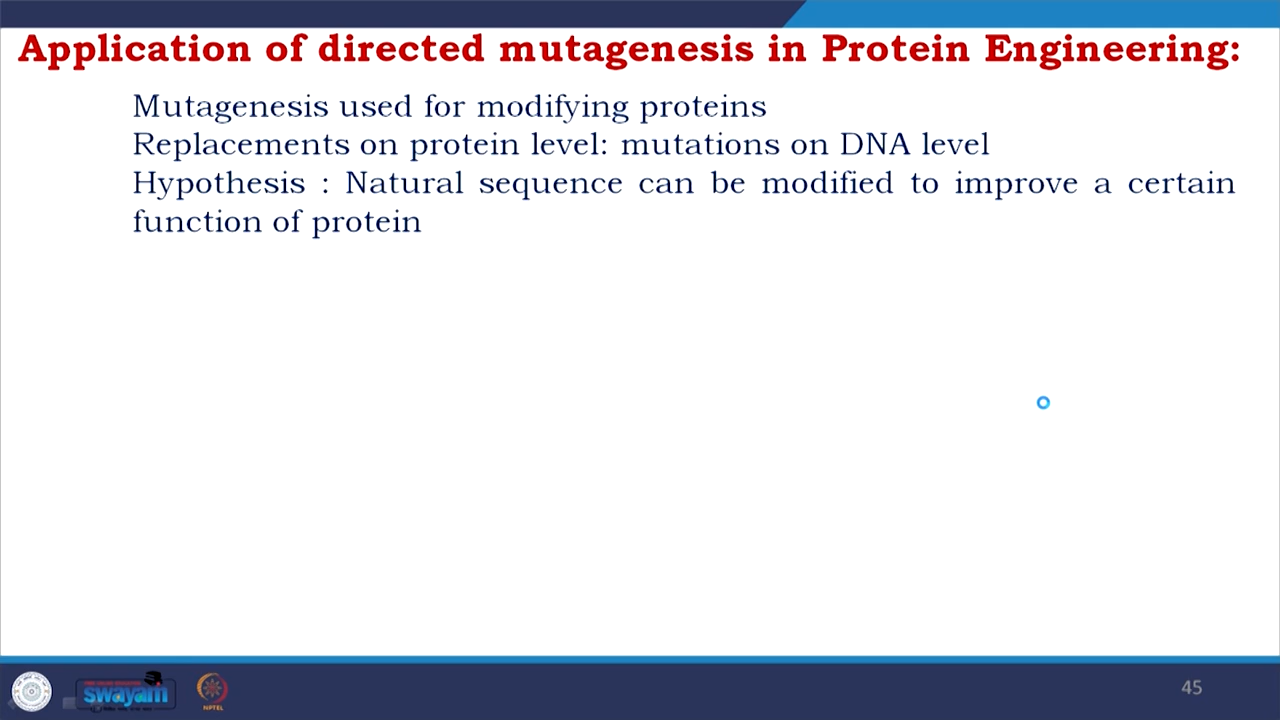 Application of directed mutagenesis in Protein Engineering:
Mutagenesis used for modifying proteins
Replacements on protein level: mutations on DNA level
Hypothesis : Natural sequence can be modified to improve a certain
function of protein
swayam
NPTEL
45